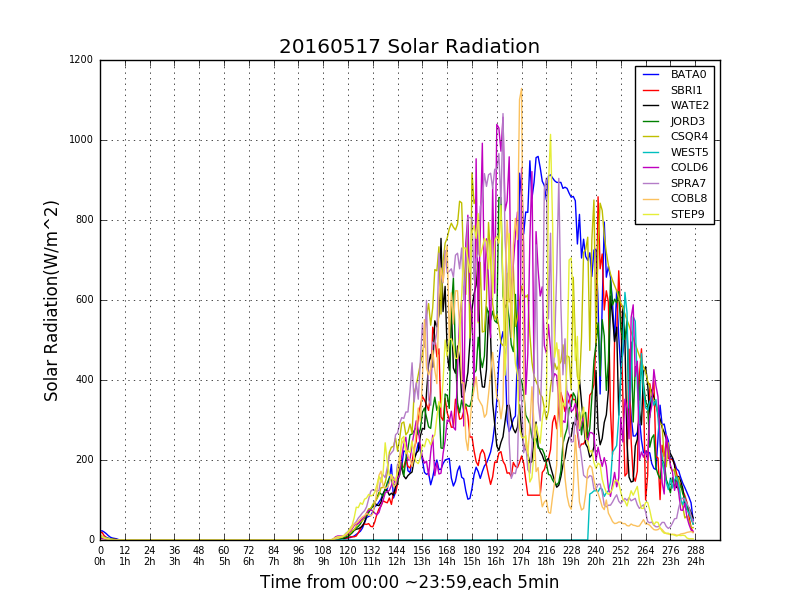 20160517 Solar Radiation
1200
1000
800
600
400
200
0
Solar Radiation(W/m^2)
BATA0
SBRI1
WATE2
JORD3
CSQR4
WEST5
COLD6
SPRA7
COBL8
STEP9
0 12 24 36 48 60 72 84 96 108 120 132 144 156 168 180 192 204 216 228 240 252 264 276 288
0h 1h 2h 3h 4h 5h 6h 7h 8h 9h 10h 11h 12h 13h 14h 15h 16h 17h 18h 19h 20h 21h 22h 23h 24h
Time from 00:00 ~23:59,each 5min